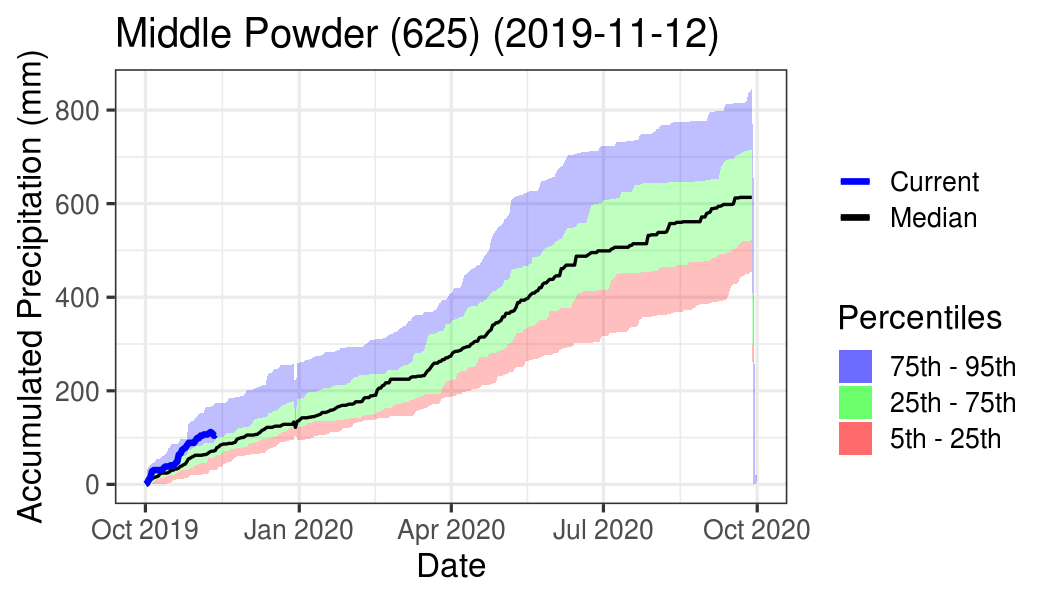 Middle Powder (625) (2019-11-12)
Accumulated Precipitation (mm)
800
600
400
200
0
Oct 2019
Jan 2020
Apr 2020
Jul 2020
Oct 2020
Date
Current
Median
Percentiles
75th - 95th
25th - 75th
5th - 25th